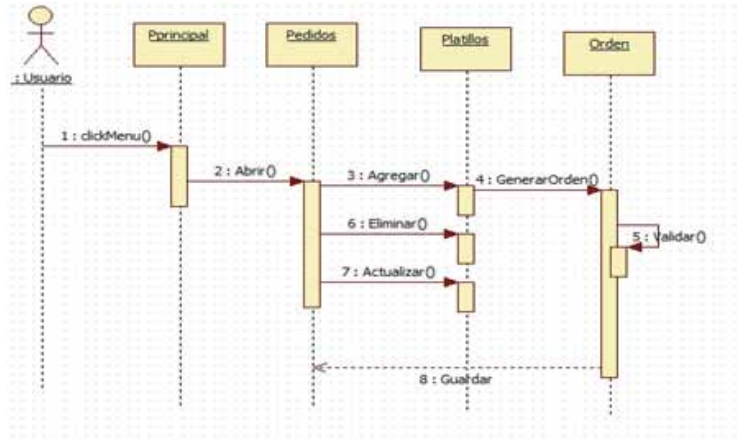 Pprincipal
Pedidos
Platillos
Orden
: Usuario
1 : clickMenu()
2 : Abrir()
3 : Agregar()
4 : GenerarOrden()
6 : Eliminar()
5 : Validar()
7 : Actualizar()
8 : Guardar